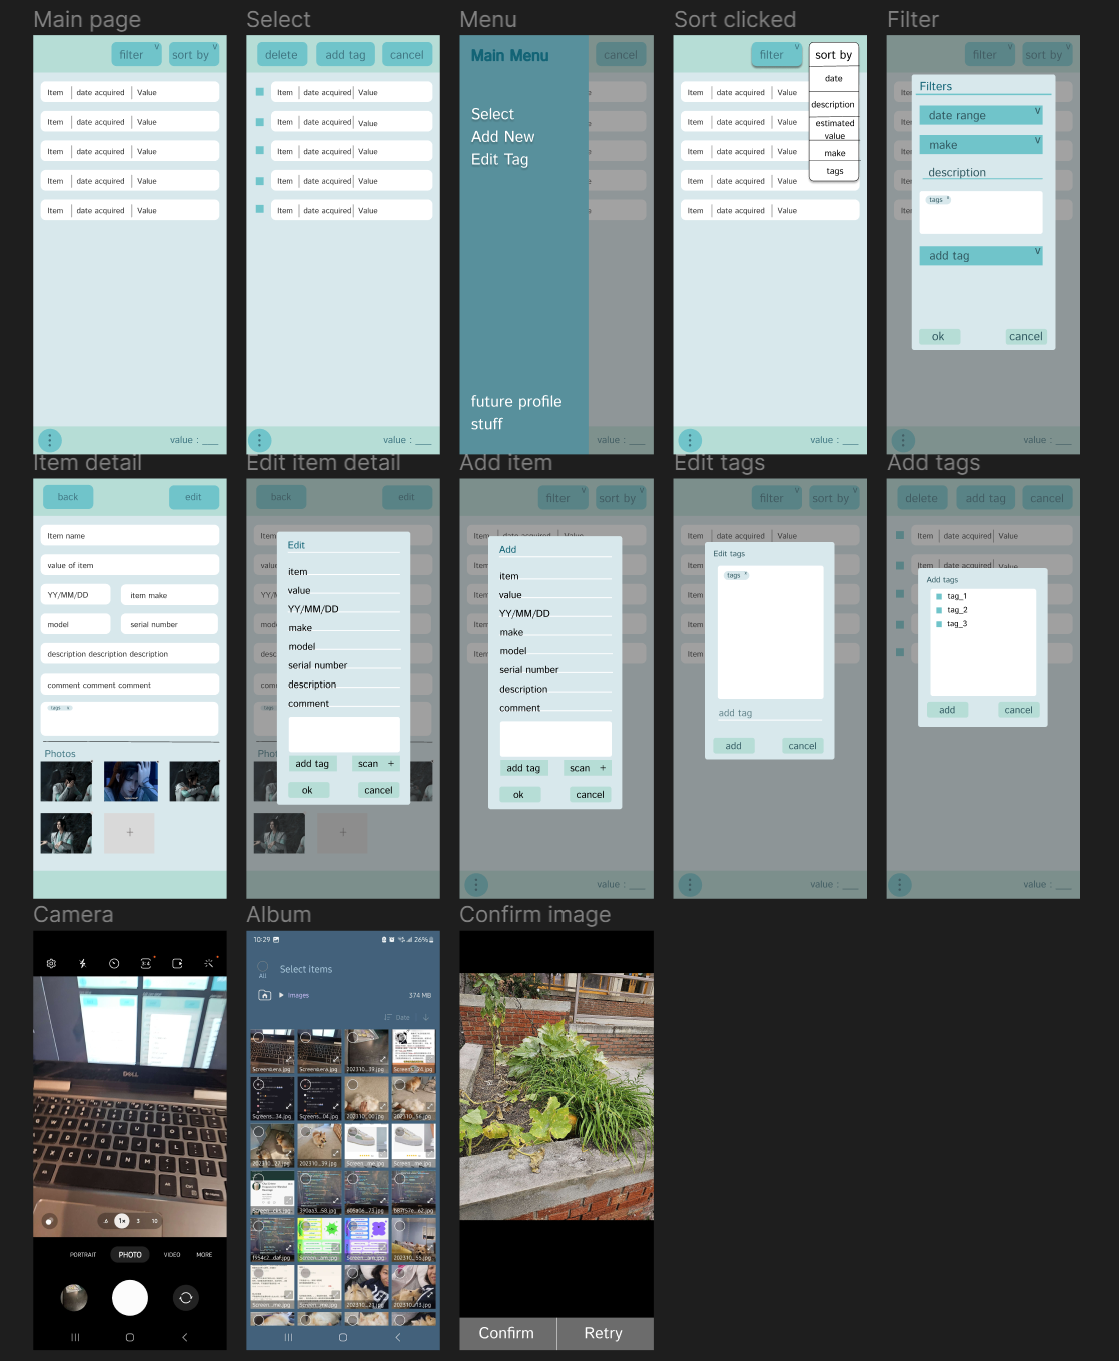 Main page
filter v sort by v
Item date acquired Value
Item date acquired Value
Item date acquired Value
Item date acquired Value
Item date acquired Value
value : ___
Select
delete add tag cancel
Item date acquired Value
Item date acquired Value
Item date acquired Value
Item date acquired Value
Item date acquired Value
value : ___
Menu
Main Menu
cancel
Select
Add New
Edit Tag
future profile
stuff
value : ___
Sort clicked
filter v sort by
date
description
estimated
value
make
tags
Item date acquired Value
Item date acquired Value
Item date acquired Value
Item date acquired Value
Item date acquired Value
value : ___
Filter
filter v sort by v
Filters
date range v
make v
description
tags x
add tag v
ok cancel
value : ___
Item detail
back edit
Item name
value of item
YY/MM/DD item make
model serial number
description description description
comment comment comment
tags x
Photos
+
Edit item detail
back edit
Edit
item
value
YY/MM/DD
make
model
serial number
description
comment
add tag scan +
ok cancel
+
Add item
filter v sort by v
Item date acquired Value
Add
item
value
YY/MM/DD
make
model
serial number
description
comment
add tag scan +
ok cancel
value : ___
Edit tags
filter v sort by v
Item date acquired Value
Edit tags
tags x
add tag
add cancel
value : ___
Add tags
delete add tag cancel
Item date acquired Value
Item date acquired Value
Add tags
tag_1
tag_2
tag_3
add cancel
value : ___
Camera
3:4
DELL
.6 1x 3 10
PORTRAIT PHOTO VIDEO MORE
Album
10:29 26%
All Select items
Images 374 MB
Date
Confirm image
Confirm Retry